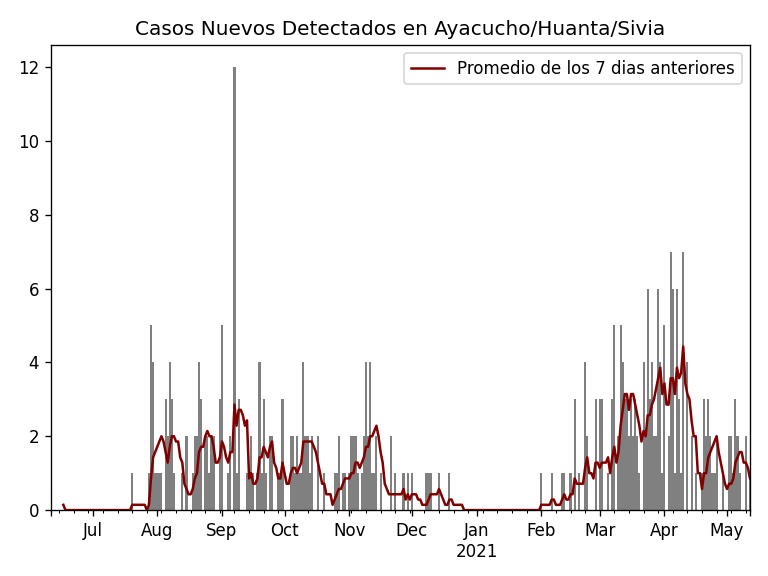 Casos Nuevos Detectados en Ayacucho/Huanta/Sivia
Promedio de los 7 dias anteriores
12
10
8
6
4
2
0
Jul Aug Sep Oct Nov Dec Jan Feb Mar Apr May
2021